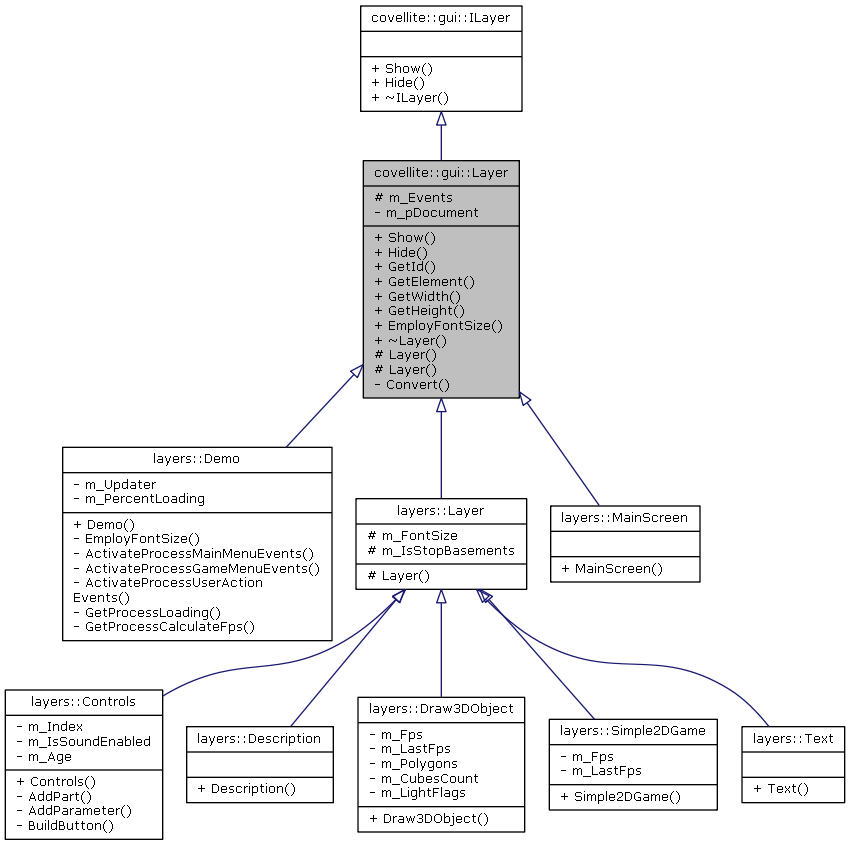 covellite::gui::ILayer
+ Show()
+ Hide()
+ ~ILayer()
covellite::gui::Layer
# m_Events
- m_pDocument
+ Show()
+ Hide()
+ GetId()
+ GetElement()
+ GetWidth()
+ GetHeight()
+ EmployFontSize()
+ ~Layer()
# Layer()
# Layer()
- Convert()
layers::Demo
- m_Updater
- m_PercentLoading
+ Demo()
- EmployFontSize()
- ActivateProcessMainMenuEvents()
- ActivateProcessGameMenuEvents()
- ActivateProcessUserAction
Events()
- GetProcessLoading()
- GetProcessCalculateFps()
layers::Layer
# m_FontSize
# m_IsStopBasements
# Layer()
layers::MainScreen
+ MainScreen()
layers::Controls
- m_Index
- m_IsSoundEnabled
- m_Age
+ Controls()
- AddPart()
- AddParameter()
- BuildButton()
layers::Description
+ Description()
layers::Draw3DObject
- m_Fps
- m_LastFps
- m_Polygons
- m_CubesCount
- m_LightFlags
+ Draw3DObject()
layers::Simple2DGame
- m_Fps
- m_LastFps
+ Simple2DGame()
layers::Text
+ Text()